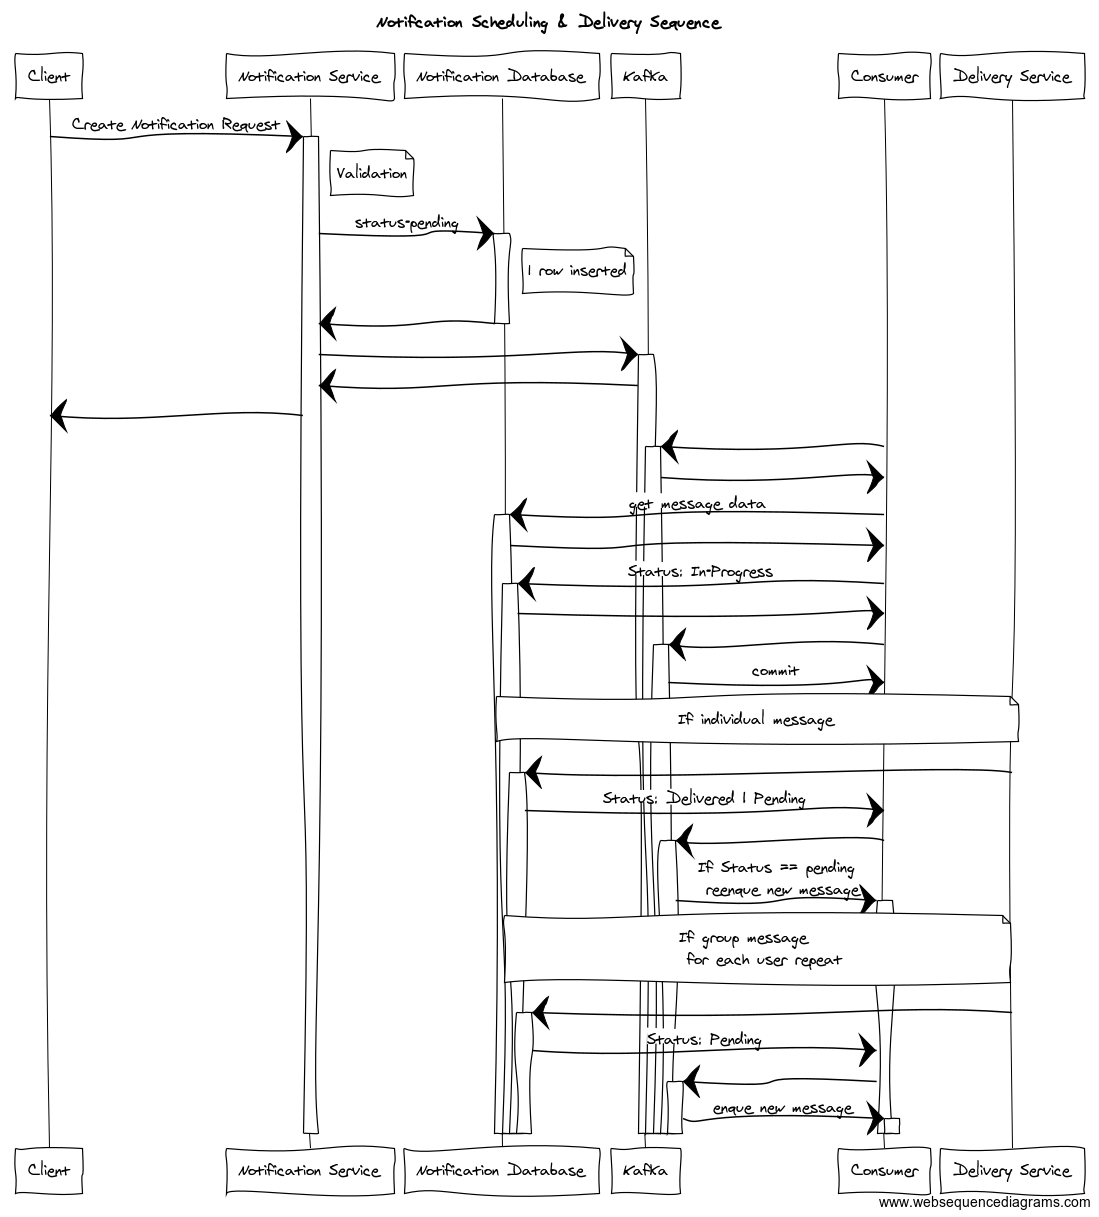 Notifcation Scheduling & Delivery Sequence
Client
Notification Service
Notification Database
Kafka
Consumer
Delivery Service
Create Notification Request
Validation
status-pending
1 row inserted
get message data
Status: In-Progress
commit
If individual message
Status: Delivered | Pending
If Status == pending
reenque new message
If group message
for each user repeat
Status: Pending
enque new message
Client
Notification Service
Notification Database
Kafka
Consumer
Delivery Service
www.websequencediagrams.com